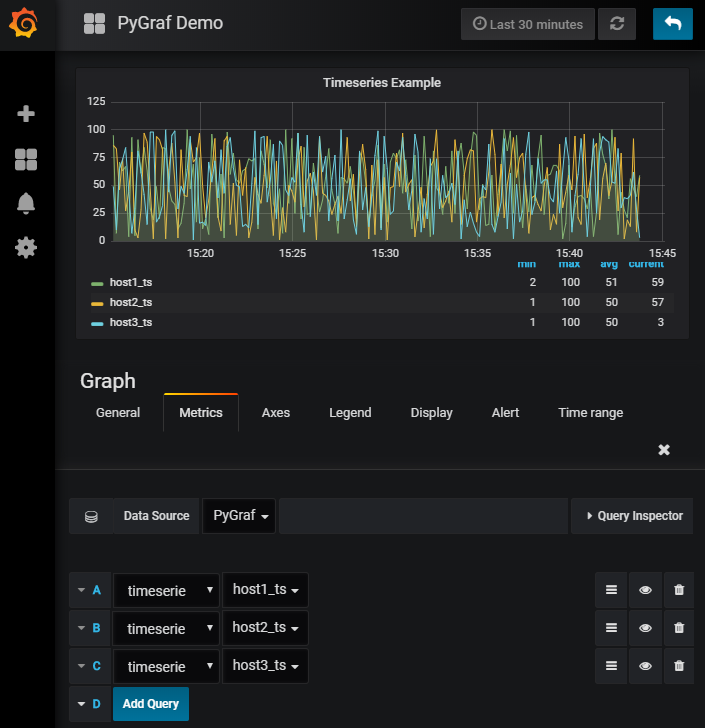 PyGraf Demo
Last 30 minutes
Timeseries Example
125
100
75
50
25
0
15:20 15:25 15:30 15:35 15:40 15:45
min max avg current
host1_ts 2 100 51 59
host2_ts 1 100 50 57
host3_ts 1 100 50 3
Graph
General Metrics Axes Legend Display Alert Time range
Data Source PyGraf Query Inspector
A timeserie host1_ts
B timeserie host2_ts
C timeserie host3_ts
D Add Query